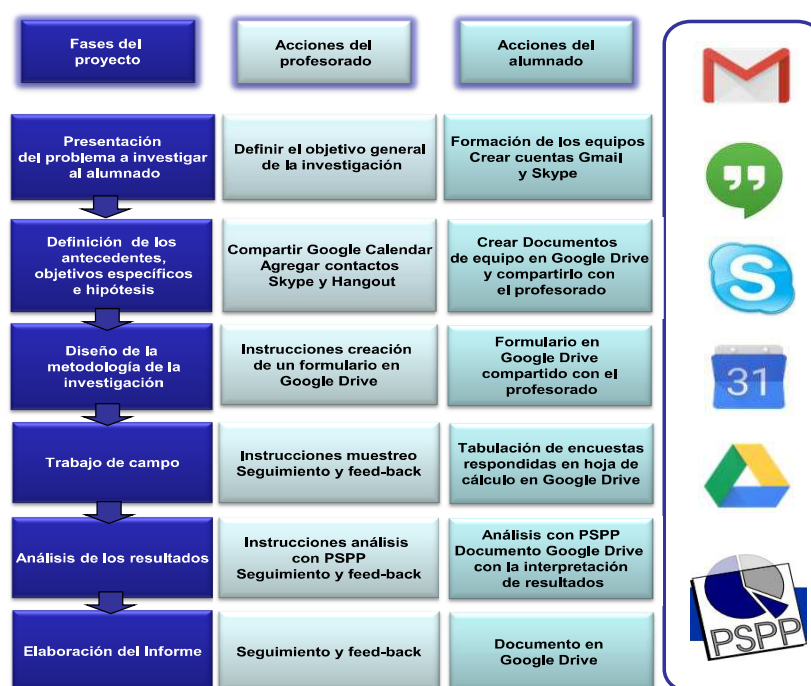 Fases del
proyecto
Acciones del
profesorado
Acciones del
alumnado
Presentación
del problema a investigar
al alumnado
Definir el objetivo general
de la investigación
Formación de los equipos
Crear cuentas Gmail
y Skype
Definición de los
antecedentes,
objetivos específicos
e hipótesis
Compartir Google Calendar
Agregar contactos
Skype y Hangout
Crear Documentos
de equipo en Google Drive
y compartirlo con
el profesorado
Diseño de la
metodología de la
investigación
Instrucciones creación
de un formulario en
Google Drive
Formulario en
Google Drive
compartido con el
profesorado
Trabajo de campo
Instrucciones muestreo
Seguimiento y feed-back
Tabulación de encuestas
respondidas en hoja de
cálculo en Google Drive
Análisis de los resultados
Instrucciones análisis
con PSPP
Seguimiento y feed-back
Análisis con PSPP
Documento Google Drive
con la interpretación
de resultados
Elaboración del Informe
Seguimiento y feed-back
Documento en
Google Drive
S
31
PSPP